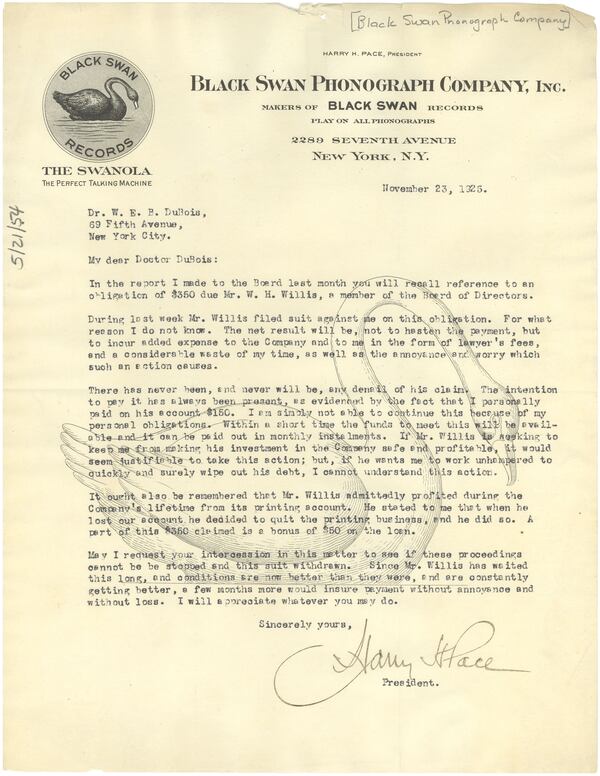 [Black Swan Phonograph Company]
HARRY H. PACE, PRESIDENT
BLACK SWAN PHONOGRAPH COMPANY, INC.
MAKERS OF BLACK SWAN RECORDS
PLAY ON ALL PHONOGRAPHS
2289 SEVENTH AVENUE
NEW YORK, N.Y.
BLACK SWAN
RECORDS
THE SWANOLA
THE PERFECT TALKING MACHINE
5/21/54
November 23, 1925.
Dr. W. E. B. DuBois,
69 Fifth Avenue,
New York City.
My dear Doctor DuBois:
In the report I made to the Board last month you will recall reference to an
obligation of $350 due Mr. W. H. Willis, a member of the Board of Directors.
During last week Mr. Willis filed suit against me on this obligation. For what
reason I do not know. The net result will be, not to hasten the payment, but
to incur added expense to the Company and to me in the form of lawyer's fees,
and a considerable waste of my time, as well as the annoyance and worry which
such an action causes.
There has never been, and never will be, any denail of his claim. The intention
to pay it has always been present, as evidenced by the fact that I personally
paid on his account $150. I am simply not able to continue this because of my
personal obligations. Within a short time the funds to meet this will be avail-
able and it can be paid out in monthly instalments. If Mr. Willis is seeking to
keep me from making his investment in the Company safe and profitable, it would
seem justifiable to take this action; but, if he wants me to work unhampered to
quickly and surely wipe out his debt, I cannot understand this action.
It ought also be remembered that Mr. Willis admittedly profited during the
Company's lifetime from its printing account. He stated to me that when he
lost our account he decided to quit the printing business, and he did so. A
part of this $350 claimed is a bonus of $50 on the loan.
May I request your intercession in this matter to see if these proceedings
cannot be be stopped and this suit withdrawn. Since Mr. Willis has waited
this long, and conditions are now better than they were, and are constantly
getting better, a few months more would insure payment without annoyance and
without loss. I will appreciate whatever you may do.
Sincerely yours,
Harry H Pace
President.